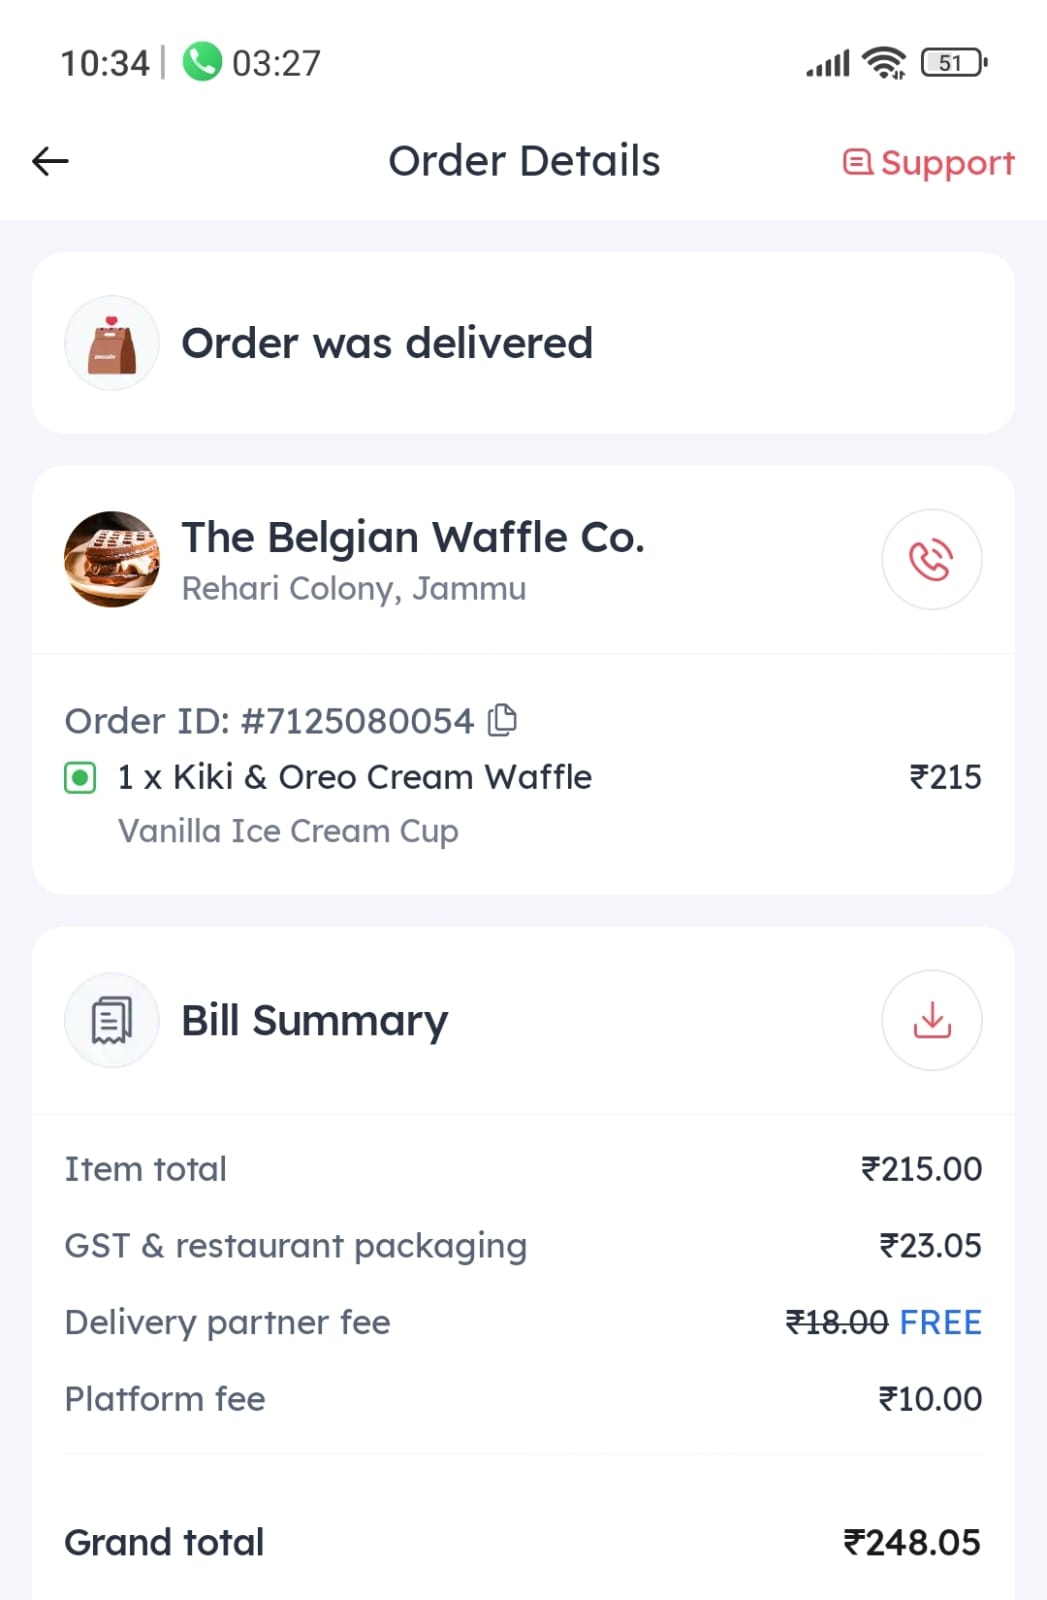 10:34 | 03:27 51
Order Details Support
Order was delivered
The Belgian Waffle Co.
Rehari Colony, Jammu
Order ID: #7125080054
1 x Kiki & Oreo Cream Waffle ₹215
Vanilla Ice Cream Cup
Bill Summary
Item total ₹215.00
GST & restaurant packaging ₹23.05
Delivery partner fee ₹18.00 FREE
Platform fee ₹10.00
Grand total ₹248.05